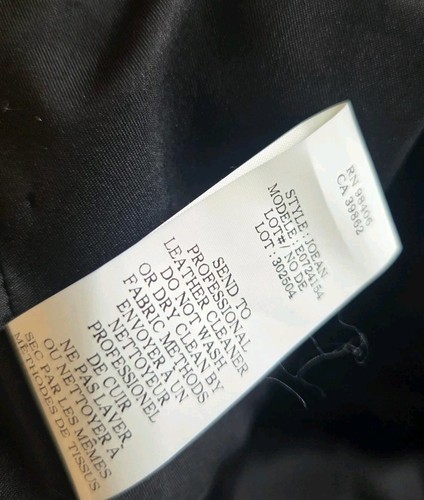 RN 98406
CA 39862
STYLE : JOEAN
MODELE : E0724154
LOT#/ NO DE
LOT : 302504
SEND TO
PROFESSIONAL
LEATHER CLEANER
DO NOT WASH
OR DRY CLEAN BY
FABRIC METHODS.
ENVOYER À UN
NETTOYEUR
PROFESSIONEL
DE CUIR
NE PAS LAVER
OU NETTOYER A
SEC PAR LES MÊMES
MÉTHODES DE TISSUS